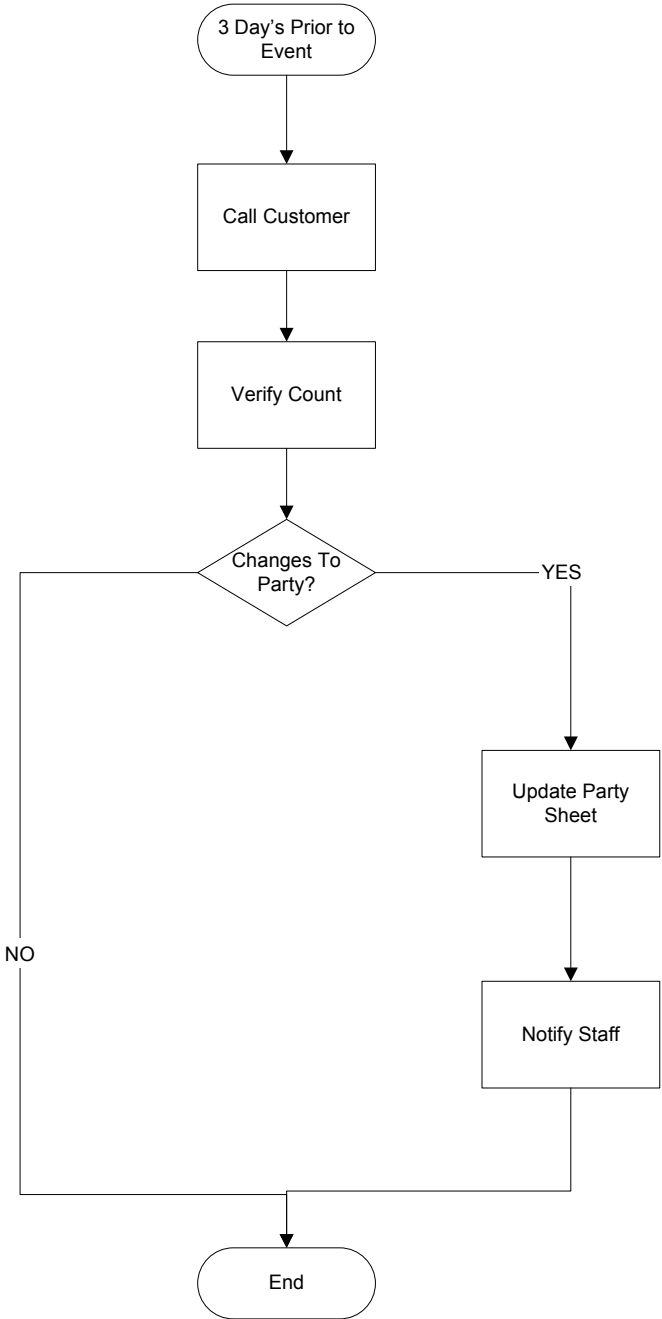 3 Day's Prior to
Event
Call Customer
Verify Count
Changes To
Party?
YES
Update Party
Sheet
NO
Notify Staff
End